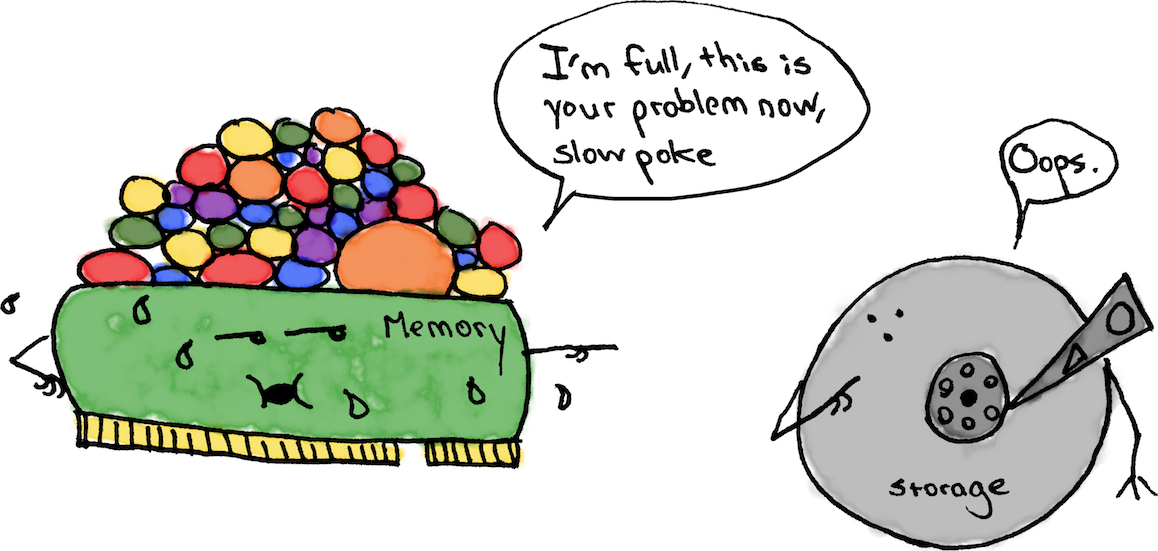 I'm full, this is
your problem now,
slow poke
Oops.
Memory
storage